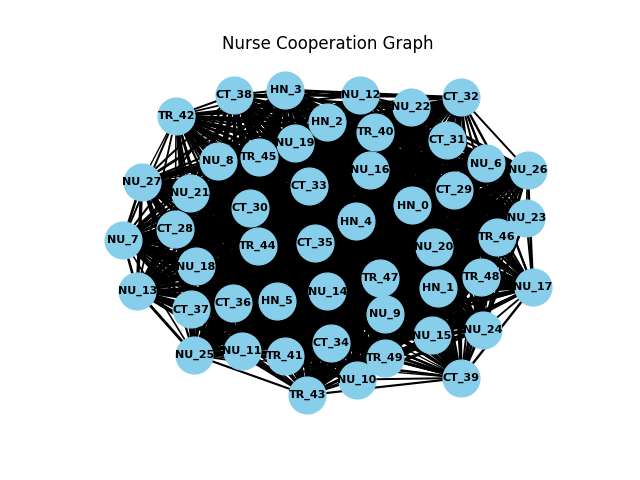 Nurse Cooperation Graph
CT_38
HN_3
NU_12
CT_32
NU_22
TR_42
HN_2
TR_40
CT_31
NU_19
NU_8
TR_45
NU_6
NU_16
NU_26
NU_27
CT_33
NU_21
CT_29
CT_30
HN_0
NU_23
HN_4
CT_28
TR_46
NU_7
CT_35
TR_44
NU_20
NU_18
TR_47
TR_48
NU_13
NU_14
HN_1
NU_17
HN_5
CT_36
CT_37
NU_9
NU_24
NU_15
CT_34
NU_11
NU_25
TR_41
TR_49
NU_10
CT_39
TR_43